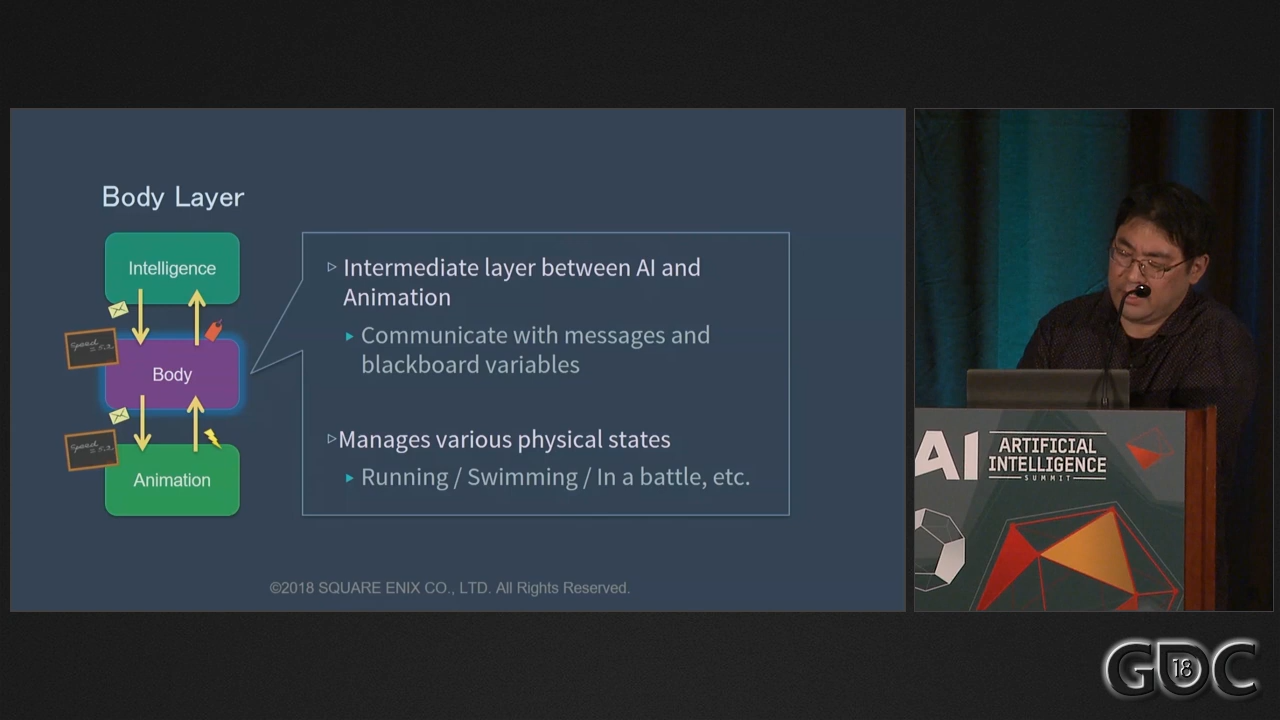 Body Layer
Intelligence
Speed
Body
Speed
Animation
Intermediate layer between AI and
Animation
Communicate with messages and
blackboard variables
Manages various physical states
Running / Swimming / In a battle, etc.
©2018 SQUARE ENIX CO., LTD. All Rights Reserved.
AI
ARTIFICIAL
INTELLIGENCE
SUMMIT
GDC
18